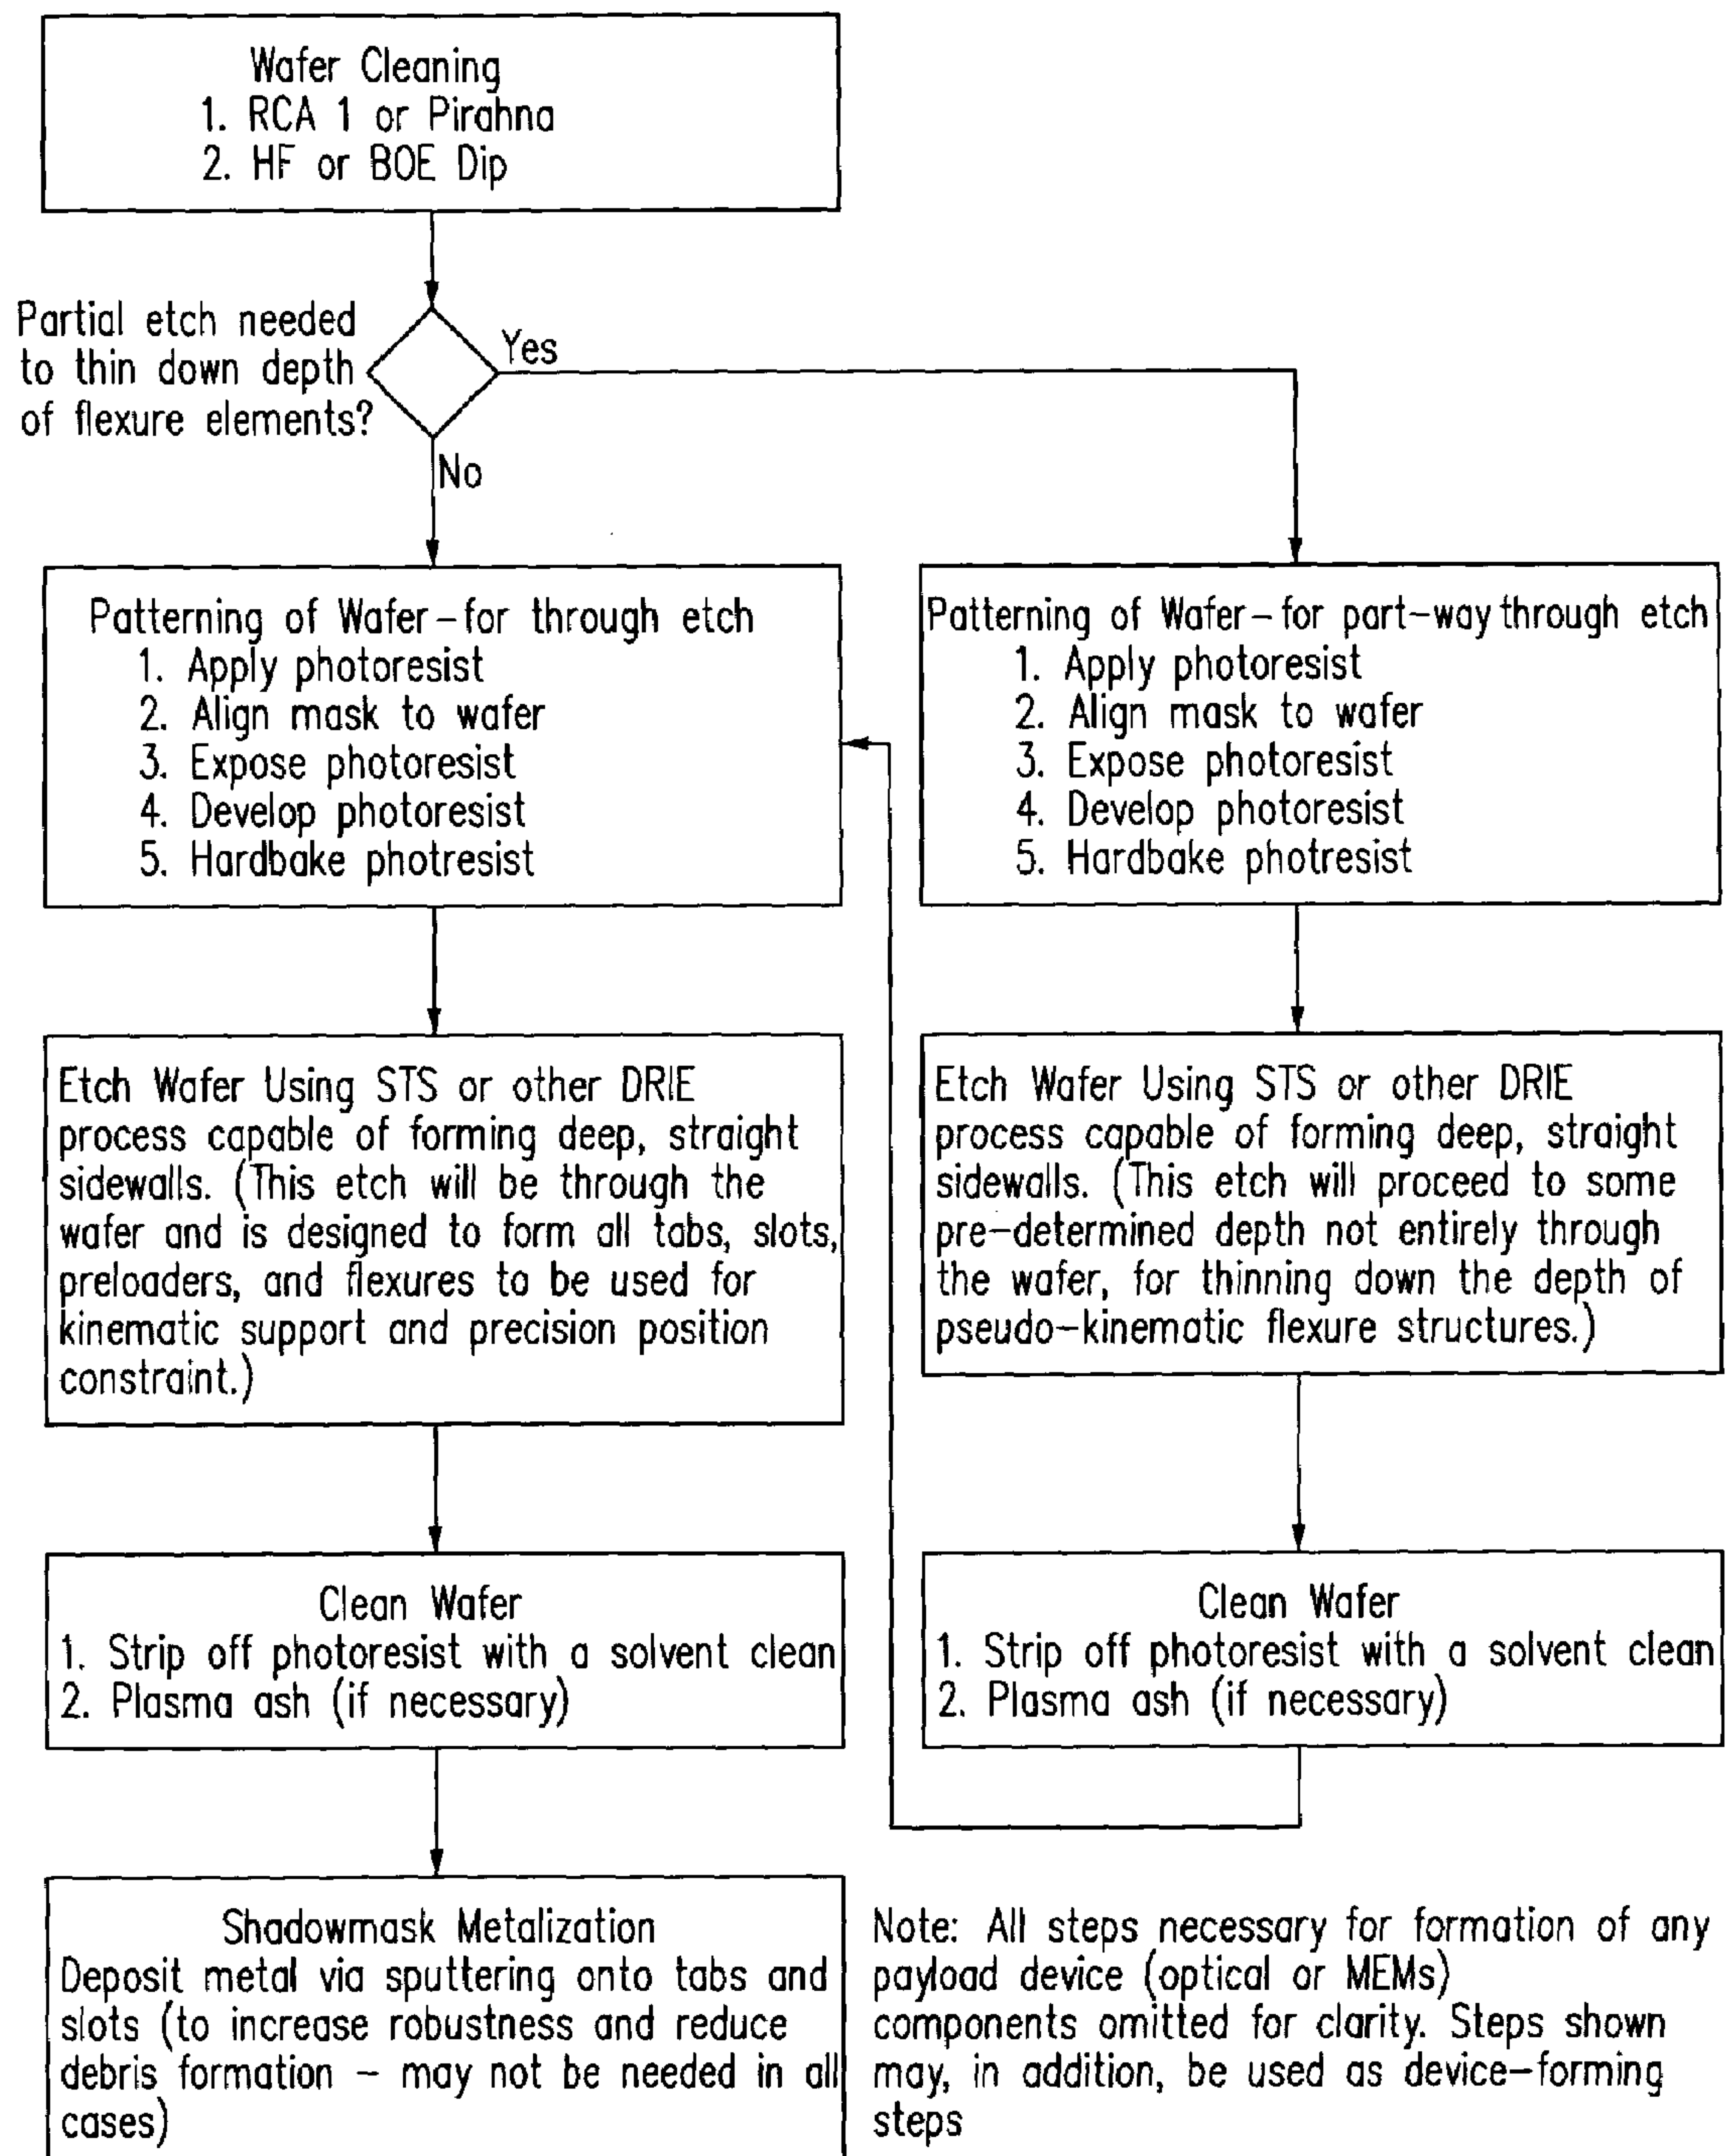 Wafer Cleaning
1. RCA 1 or Pirahna
2. HF or BOE Dip
Partial etch needed
to thin down depth
of flexure elements?
Yes
No
Patterning of Wafer-for through etch
1. Apply photoresist
2. Align mask to wafer
3. Expose photoresist
4. Develop photoresist
5. Hardbake photresist
Patterning of Wafer-for part-way through etch
1. Apply photoresist
2. Align mask to wafer
3. Expose photoresist
4. Develop photoresist
5. Hardbake photresist
Etch Wafer Using STS or other DRIE
process capable of forming deep, straight
sidewalls. (This etch will be through the
wafer and is designed to form all tabs, slots,
preloaders, and flexures to be used for
kinematic support and precision position
constraint.)
Etch Wafer Using STS or other DRIE
process capable of forming deep, straight
sidewalls. (This etch will proceed to some
pre-determined depth not entirely through
the wafer, for thinning down the depth of
pseudo-kinematic flexure structures.)
Clean Wafer
1. Strip off photoresist with a solvent clean
2. Plasma ash (if necessary)
Clean Wafer
1. Strip off photoresist with a solvent clean
2. Plasma ash (if necessary)
Shadowmask Metalization
Deposit metal via sputtering onto tabs and
slots (to increase robustness and reduce
debris formation - may not be needed in all
cases)
Note: All steps necessary for formation of any
payload device (optical or MEMs)
components omitted for clarity. Steps shown
may, in addition, be used as device-forming
steps